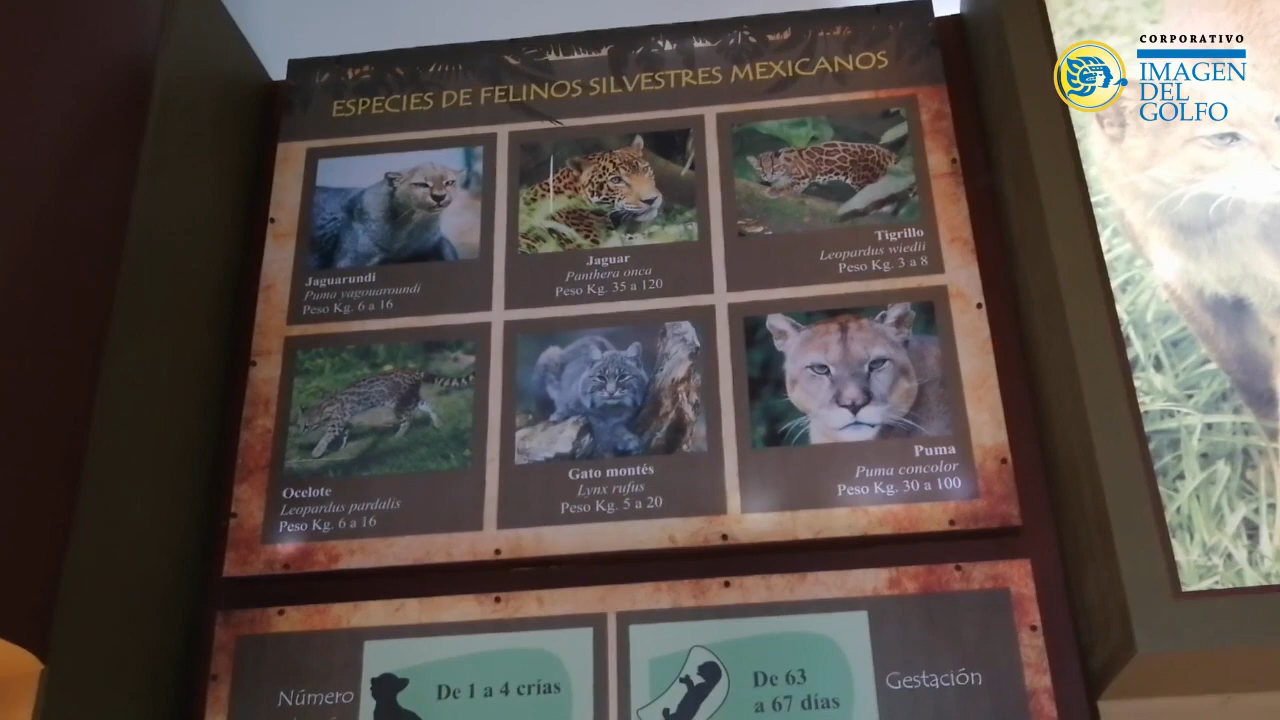 CORPORATIVO
IMAGEN
DEL
GOLFO
ESPECIES DE FELINOS SILVESTRES MEXICANOS
Jaguarundi
Puma yagouaroundi
Peso Kg. 6 a 16
Jaguar
Panthera onca
Peso Kg. 35 a 120
Tigrillo
Leopardus wiedii
Peso Kg. 3 a 8
Ocelote
Leopardus pardalis
Peso Kg. 6 a 16
Gato montés
Lynx rufus
Peso Kg. 5 a 20
Puma
Puma concolor
Peso Kg. 30 a 100
Número
De 1 a 4 crías
De 63
a 67 días
Gestación